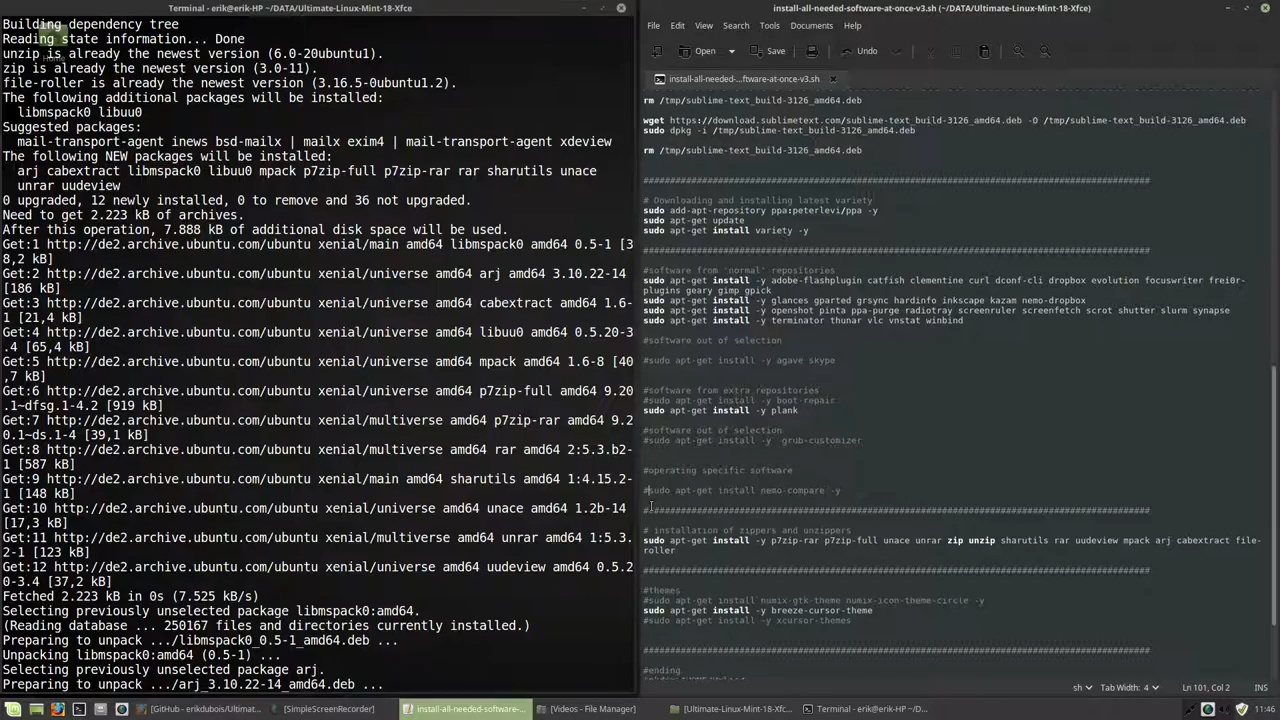 Terminal - erik@erik-HP ~/DATA/Ultimate-Linux-Mint-18-Xfce
Building dependency tree
Reading state information... Done
unzip is already the newest version (6.0-20ubuntu1).
zip is already the newest version (3.0-11).
file-roller is already the newest version (3.16.5-0ubuntu1.2).
The following additional packages will be installed:
libmspack0 libuu0
Suggested packages:
mail-transport-agent inews bsd-mailx | mailx exim4 | mail-transport-agent xdeview
The following NEW packages will be installed:
arj cabextract libmspack0 libuu0 mpack p7zip-full p7zip-rar rar sharutils unace
unrar uudeview
0 upgraded, 12 newly installed, 0 to remove and 36 not upgraded.
Need to get 2.223 kB of archives.
After this operation, 7.888 kB of additional disk space will be used.
Get:1 http://de2.archive.ubuntu.com/ubuntu xenial/main amd64 libmspack0 amd64 0.5-1 [3
8,2 kB]
Get:2 http://de2.archive.ubuntu.com/ubuntu xenial/universe amd64 arj amd64 3.10.22-14
[186 kB]
Get:3 http://de2.archive.ubuntu.com/ubuntu xenial/universe amd64 cabextract amd64 1.6-
1 [21,4 kB]
Get:4 http://de2.archive.ubuntu.com/ubuntu xenial/universe amd64 libuu0 amd64 0.5.20-3
.4 [65,4 kB]
Get:5 http://de2.archive.ubuntu.com/ubuntu xenial/universe amd64 mpack amd64 1.6-8 [40
,7 kB]
Get:6 http://de2.archive.ubuntu.com/ubuntu xenial/universe amd64 p7zip-full amd64 9.20
.1~dfsg.1-4.2 [913 kB]
Get:7 http://de2.archive.ubuntu.com/ubuntu xenial/multiverse amd64 p7zip-rar amd64 9.2
0.1~ds.1-4 [39,1 kB]
Get:8 http://de2.archive.ubuntu.com/ubuntu xenial/multiverse amd64 rar amd64 2:5.3.b2-
1 [587 kB]
Get:9 http://de2.archive.ubuntu.com/ubuntu xenial/main amd64 sharutils amd64 1:4.15.2-
1 [148 kB]
Get:10 http://de2.archive.ubuntu.com/ubuntu xenial/universe amd64 unace amd64 1.2b-14
[17,3 kB]
Get:11 http://de2.archive.ubuntu.com/ubuntu xenial/multiverse amd64 unrar amd64 1:5.3.
2-1 [123 kB]
Get:12 http://de2.archive.ubuntu.com/ubuntu xenial/universe amd64 uudeview amd64 0.5.2
0-3.4 [37,2 kB]
Fetched 2.223 kB in 0s (7.525 kB/s)
Selecting previously unselected package libmspack0:amd64.
(Reading database ... 250167 files and directories currently installed.)
Preparing to unpack .../libmspack0_0.5-1_amd64.deb ...
Unpacking libmspack0:amd64 (0.5-1) ...
Selecting previously unselected package arj.
Preparing to unpack .../arj_3.10.22-14_amd64.deb ...
install-all-needed-software-at-once-v3.sh (~/DATA/Ultimate-Linux-Mint-18-Xfce)
File Edit View Search Tools Documents Help
Open Save Undo
install-all-needed-...ftware-at-once-v3.sh
rm /tmp/sublime-text_build-3126_amd64.deb
wget https://download.sublimetext.com/sublime-text_build-3126_amd64.deb -O /tmp/sublime-text_build-3126_amd64.deb
sudo dpkg -i /tmp/sublime-text_build-3126_amd64.deb
rm /tmp/sublime-text_build-3126_amd64.deb
# Downloading and installing latest variety
sudo add-apt-repository ppa:peterlevi/ppa -y
sudo apt-get update
sudo apt-get install variety -y
#software from 'normal' repositories
sudo apt-get install -y adobe-flashplugin catfish clementine curl dconf-cli dropbox evolution focuswriter frei0r-
plugins geary gimp gpick
sudo apt-get install -y glances gparted grsync hardinfo inkscape kazam nemo-dropbox
sudo apt-get install -y openshot pinta ppa-purge radiotray screenruler screenfetch scrot shutter slurm synapse
sudo apt-get install -y terminator thunar vlc vnstat winbind
#software out of selection
#sudo apt-get install -y agave skype
#software from extra repositories
#sudo apt-get install -y boot-repair
sudo apt-get install -y plank
#software out of selection
#sudo apt-get install -y  grub-customizer
#operating specific software
#sudo apt-get install nemo-compare -y
# installation of zippers and unzippers
sudo apt-get install -y p7zip-rar p7zip-full unace unrar zip unzip sharutils rar uudeview mpack arj cabextract file-
roller
#themes
#sudo apt-get install numix-gtk-theme numix-icon-theme-circle -y
sudo apt-get install -y breeze-cursor-theme
#sudo apt-get install -y xcursor-themes
#ending
sh Tab Width: 4 Ln 101, Col 2 INS
[GitHub - erikdubois/Ultimat... [SimpleScreenRecorder] install-all-needed-software-... [Videos - File Manager] [Ultimate-Linux-Mint-18-Xfc... Terminal - erik@erik-HP ~/D... 11:46